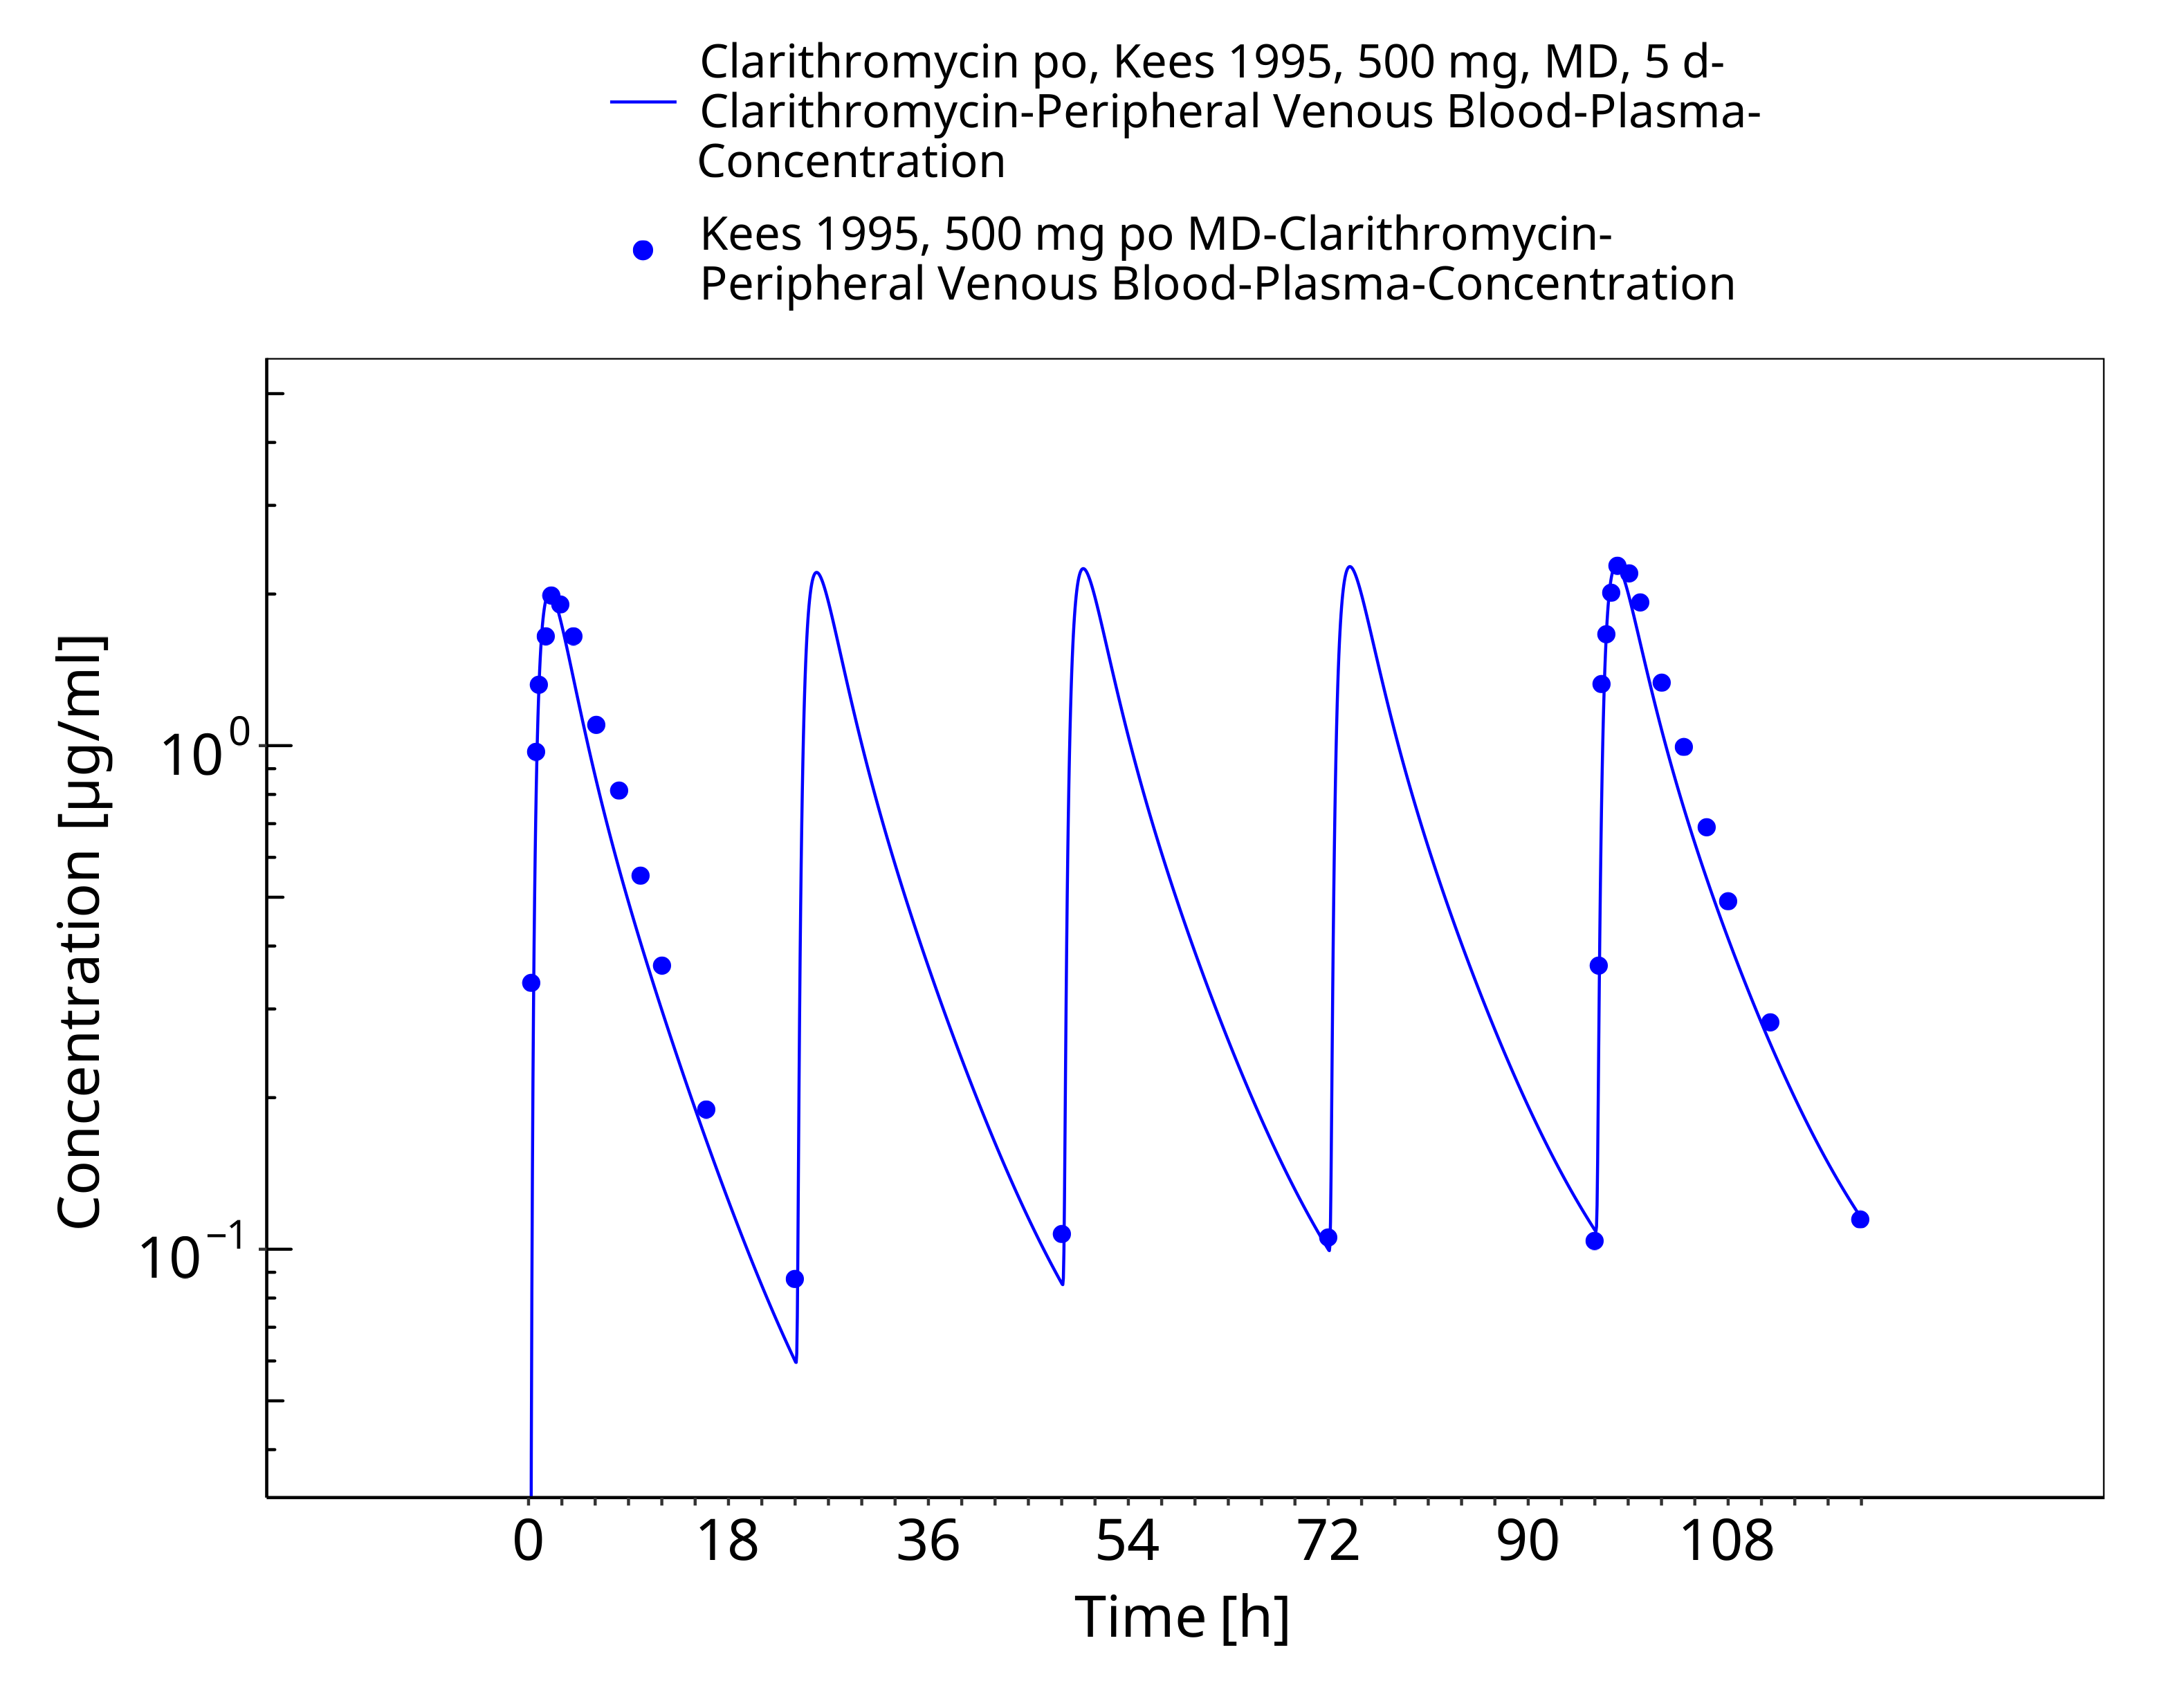 Clarithromycin po, Kees 1995, 500 mg, MD, 5 d-
Clarithromycin-Peripheral Venous Blood-Plasma-
Concentration
Kees 1995, 500 mg po MD-Clarithromycin-
Peripheral Venous Blood-Plasma-Concentration
Concentration [µg/ml]
10⁰
10⁻¹
0 18 36 54 72 90 108
Time [h]